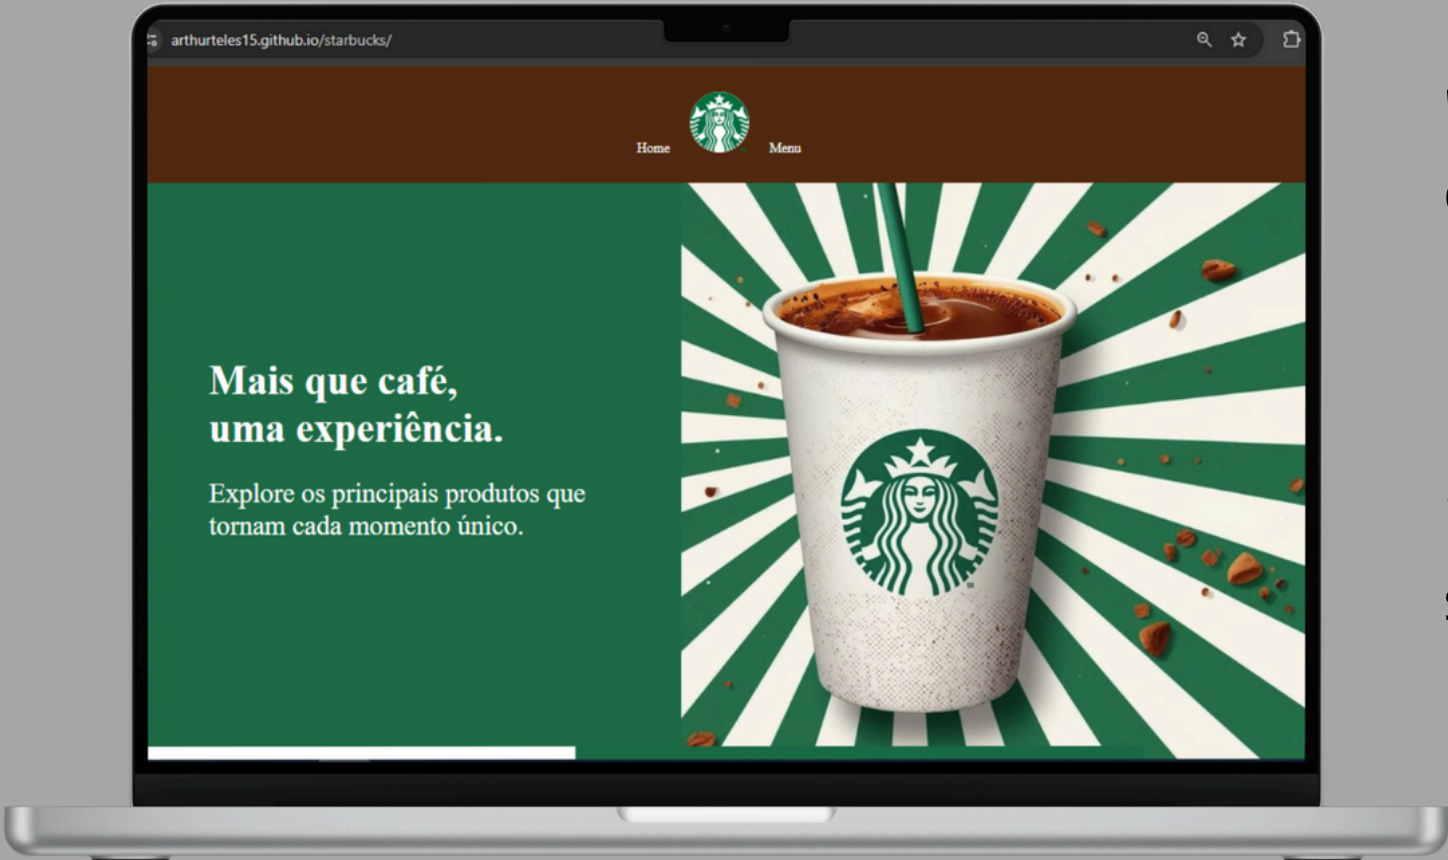 arthurteles15.github.io/starbucks/
Home
Menu
Mais que café,
uma experiência.
Explore os principais produtos que
tornam cada momento único.